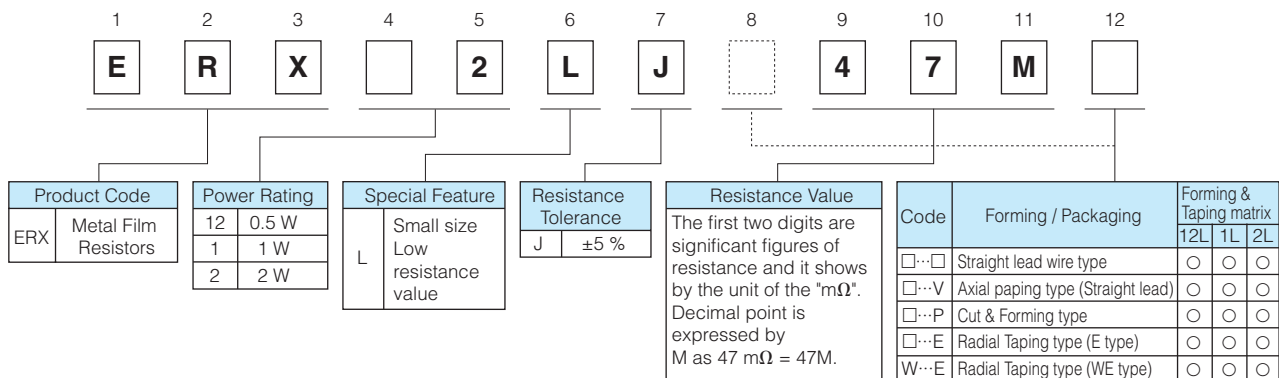 1 2 3 4 5 6 7 8 9 10 11 12
E R X 2 L J 4 7 M
Product Code
ERX Metal Film
Resistors
Power Rating
12 0.5 W
1 1 W
2 2 W
Special Feature
L Small size
Low
resistance
value
Resistance
Tolerance
J ±5 %
Resistance Value
The first two digits are
significant figures of
resistance and it shows
by the unit of the "mΩ".
Decimal point is
expressed by
M as 47 mΩ = 47M.
Code Forming / Packaging Forming &
Taping matrix
12L 1L 2L
□···□ Straight lead wire type ○ ○ ○
□···V Axial paping type (Straight lead) ○ ○ ○
□···P Cut & Forming type ○ ○ ○
□···E Radial Taping type (E type) ○ ○ ○
W···E Radial Taping type (WE type) ○ ○ ○